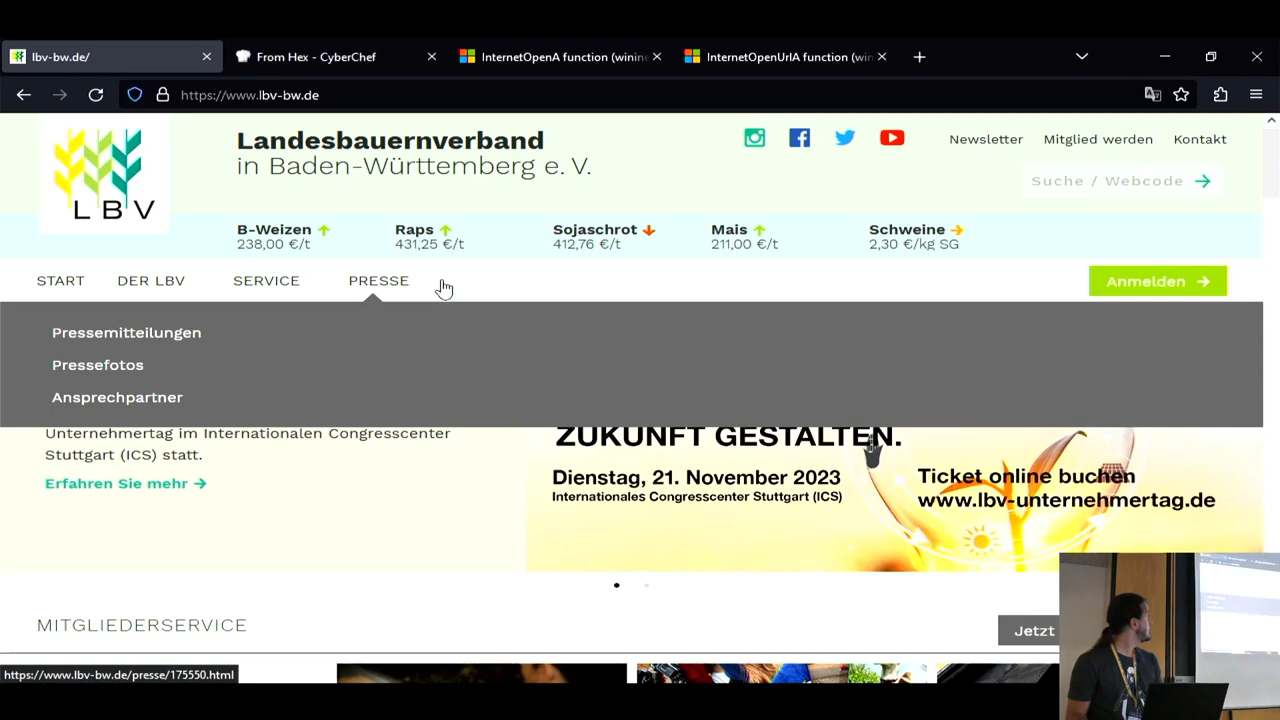 lbv-bw.de/
From Hex - CyberChef
InternetOpenA function (winine
InternetOpenUrlA function (win
https://www.lbv-bw.de
LBV
Landesbauernverband
in Baden-Württemberg e. V.
Newsletter
Mitglied werden
Kontakt
Suche / Webcode
B-Weizen
238,00 €/t
Raps
431,25 €/t
Sojaschrot
412,76 €/t
Mais
211,00 €/t
Schweine
2,30 €/kg SG
START
DER LBV
SERVICE
PRESSE
Anmelden
Pressemitteilungen
Pressefotos
Ansprechpartner
Unternehmertag im Internationalen Congresscenter
Stuttgart (ICS) statt.
Erfahren Sie mehr
ZUKUNFT GESTALTEN.
Dienstag, 21. November 2023
Internationales Congresscenter Stuttgart (ICS)
Ticket online buchen
www.lbv-unternehmertag.de
MITGLIEDERSERVICE
Jetzt
https://www.lbv-bw.de/presse/175550.html